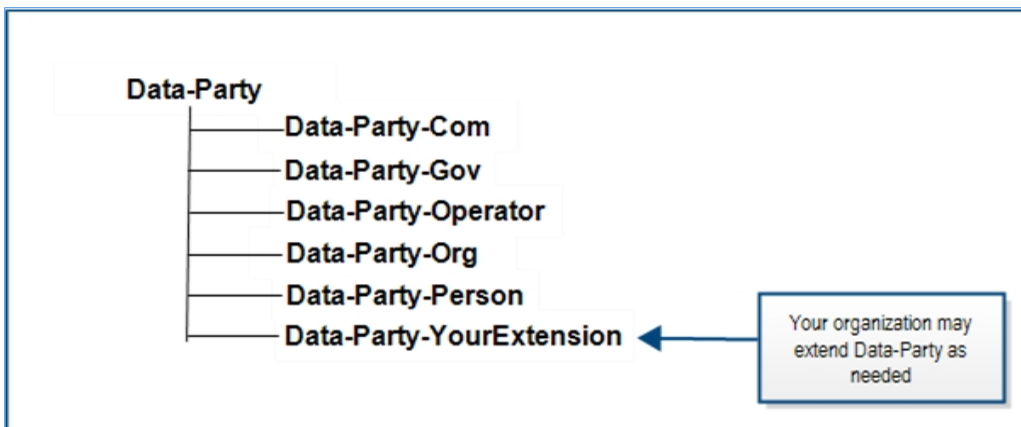 Data-Party
Data-Party-Com
Data-Party-Gov
Data-Party-Operator
Data-Party-Org
Data-Party-Person
Data-Party-YourExtension
Your organization may
extend Data-Party as
needed